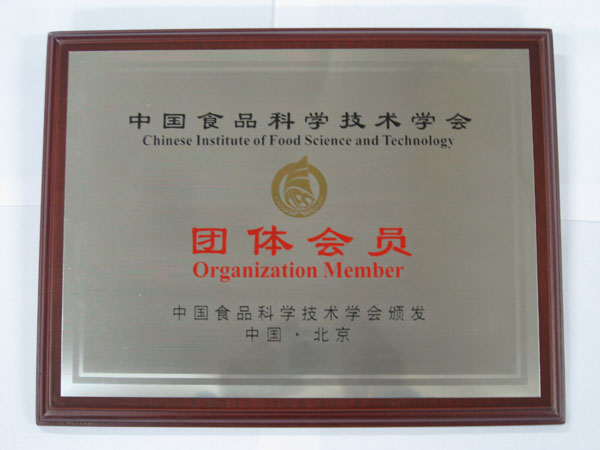 中国食品科学技术学会
Chinese Institute of Food Science and Technology
团体会员
Organization Member
中国食品科学技术学会颁发
中国·北京